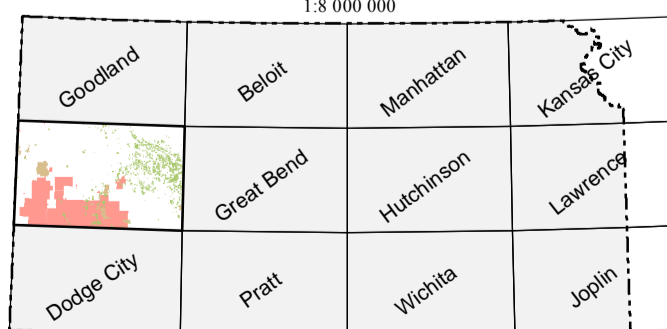 1:8 000 000
Goodland
Beloit
Manhattan
Kansas City
Great Bend
Hutchinson
Lawrence
Dodge City
Pratt
Wichita
Joplin